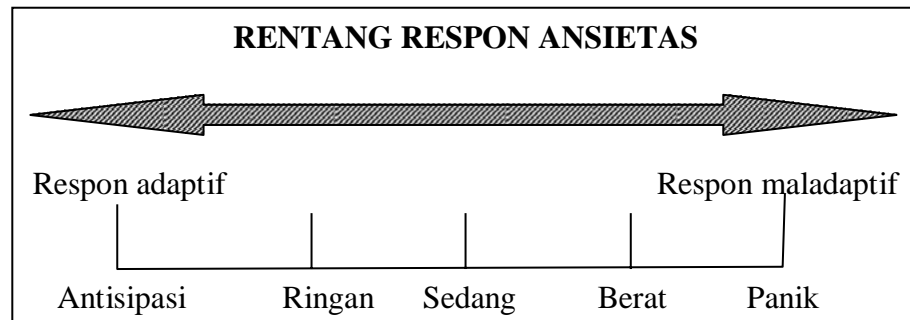 RENTANG RESPON ANSIETAS
Respon adaptif Respon maladaptif
Antisipasi Ringan Sedang Berat Panik